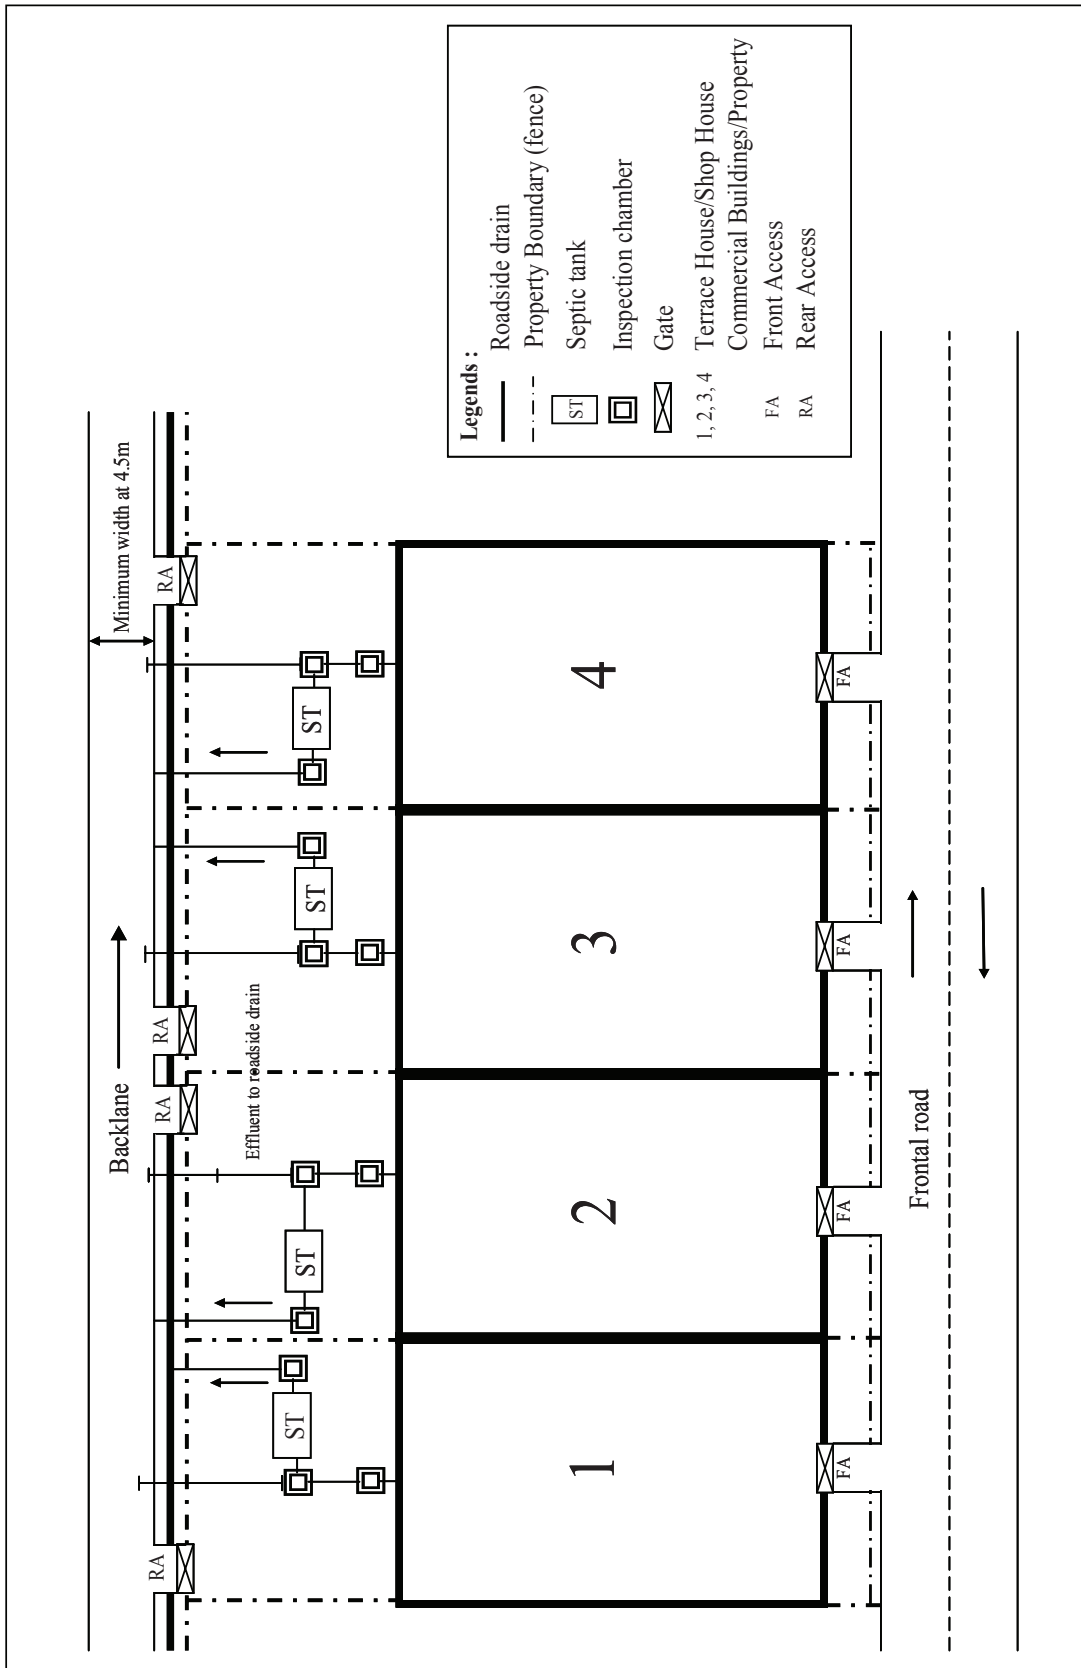 Minimum width at 4.5m
Backlane
RA
RA
RA
RA
Effluent to roadside drain
ST
ST
ST
ST
1
2
3
4
FA
FA
FA
FA
Frontal road
Legends :
Roadside drain
Property Boundary (fence)
ST Septic tank
Inspection chamber
Gate
1, 2, 3, 4 Terrace House/Shop House
Commercial Buildings/Property
FA Front Access
RA Rear Access